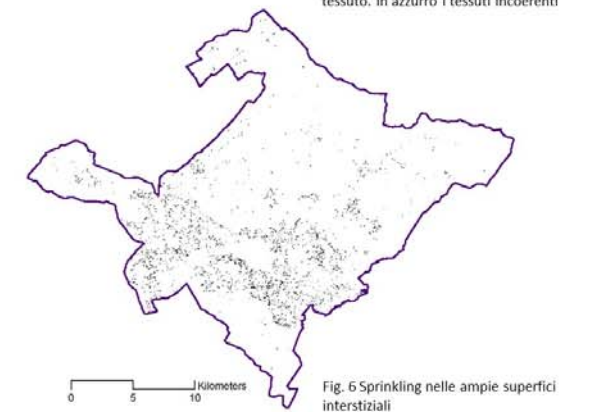 tessuto. In azzurro i tessuti incoerenti
Kilometers
0 5 10
Fig. 6 Sprinkling nelle ampie superfici
interstiziali